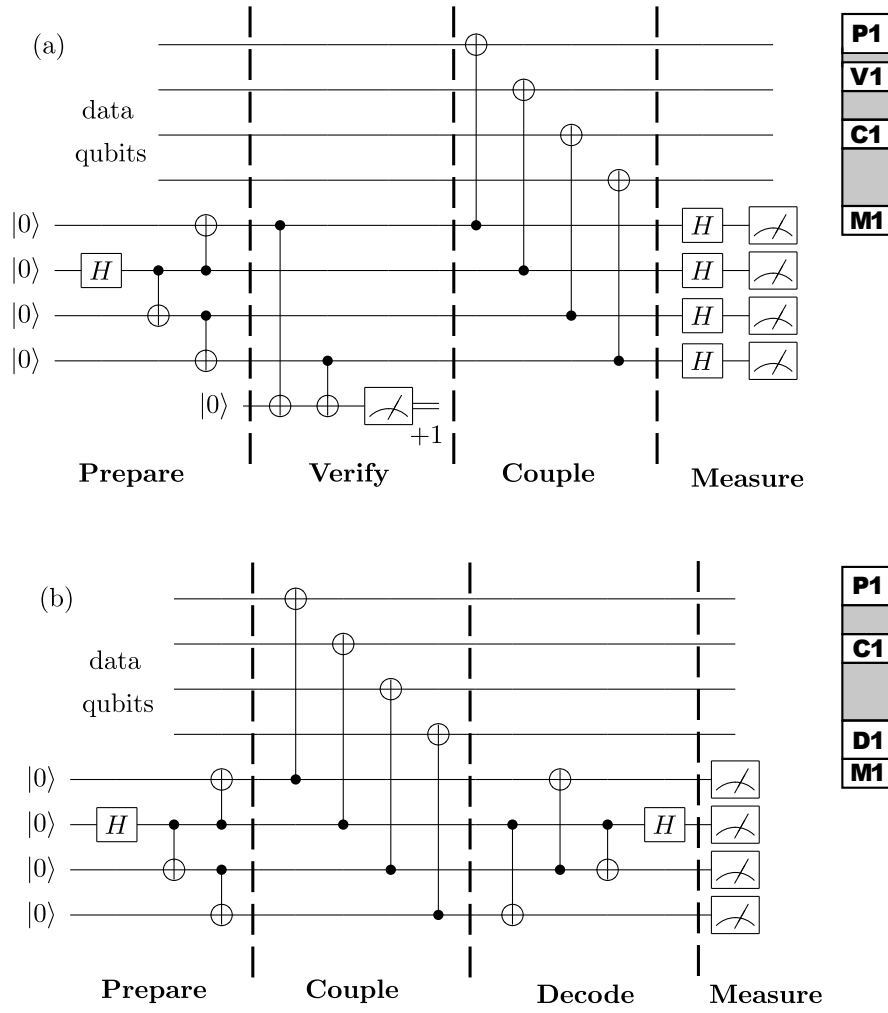 (a)
P1
V1
data
C1
qubits
|0⟩
M1
H
|0⟩
H
H
|0⟩
H
|0⟩
H
|0⟩
+1
Prepare
Verify
Couple
Measure
(b)
P1
data
C1
qubits
D1
|0⟩
M1
|0⟩
H
H
|0⟩
|0⟩
Prepare
Couple
Decode
Measure